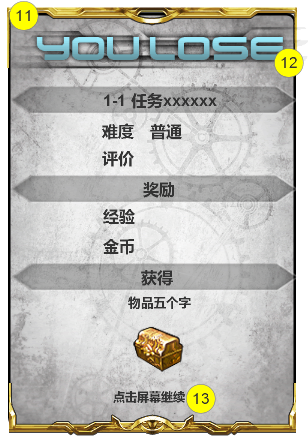 11
YOU LOSE
12
1-1 任务xxxxxx
难度 普通
评价
奖励
经验
金币
获得
物品五个字
点击屏幕继续 13